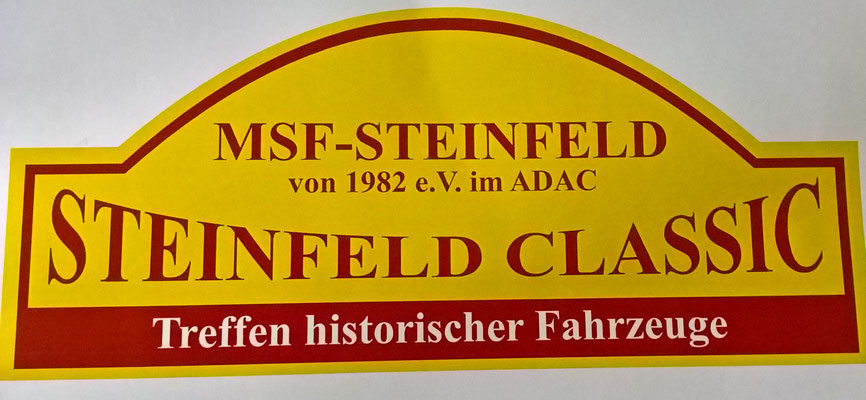 MSF-STEINFELD
von 1982 e.V. im ADAC
STEINFELD CLASSIC
Treffen historischer Fahrzeuge